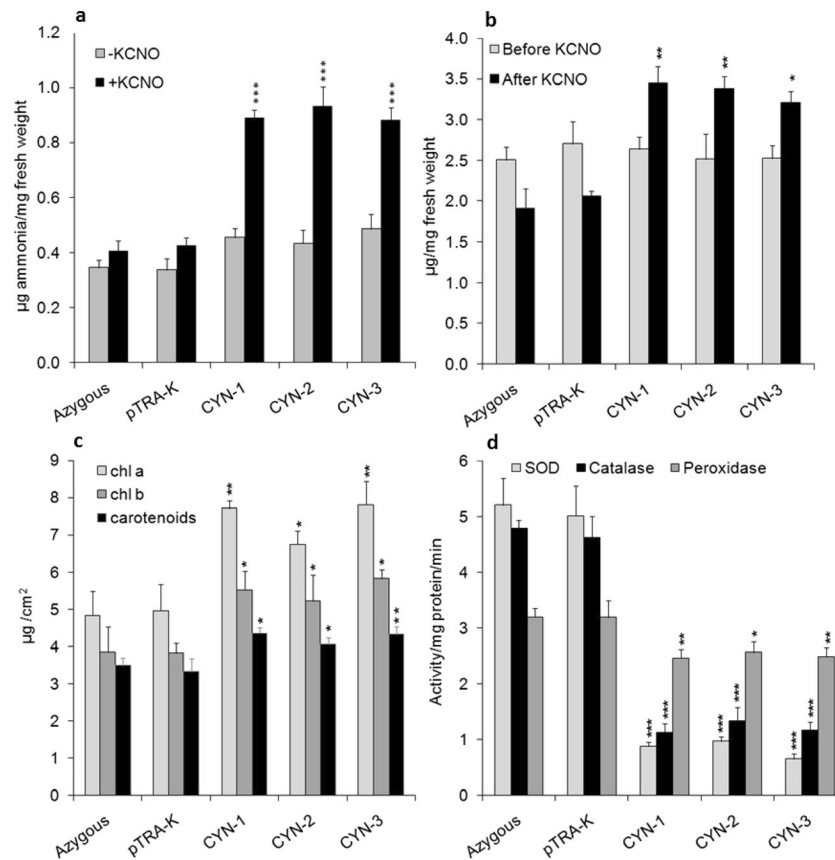 a
1.2
1.0
0.8
0.6
0.4
0.2
0.0
µg ammonia/mg fresh weight
-KCNO
+KCNO
***
***
***
Azygous
pTRA-K
CYN-1
CYN-2
CYN-3
b
4.0
3.5
3.0
2.5
2.0
1.5
1.0
0.5
0.0
µg/mg fresh weight
Before KCNO
After KCNO
**
**
*
Azygous
pTRA-K
CYN-1
CYN-2
CYN-3
c
9
8
7
6
5
4
3
2
1
0
µg /cm²
chl a
chl b
carotenoids
**
*
*
*
*
*
**
*
**
Azygous
pTRA-K
CYN-1
CYN-2
CYN-3
d
6
5
4
3
2
1
0
Activity/mg protein/min
SOD Catalase Peroxidase
***
***
**
***
***
*
***
***
**
Azygous
pTRA-K
CYN-1
CYN-2
CYN-3